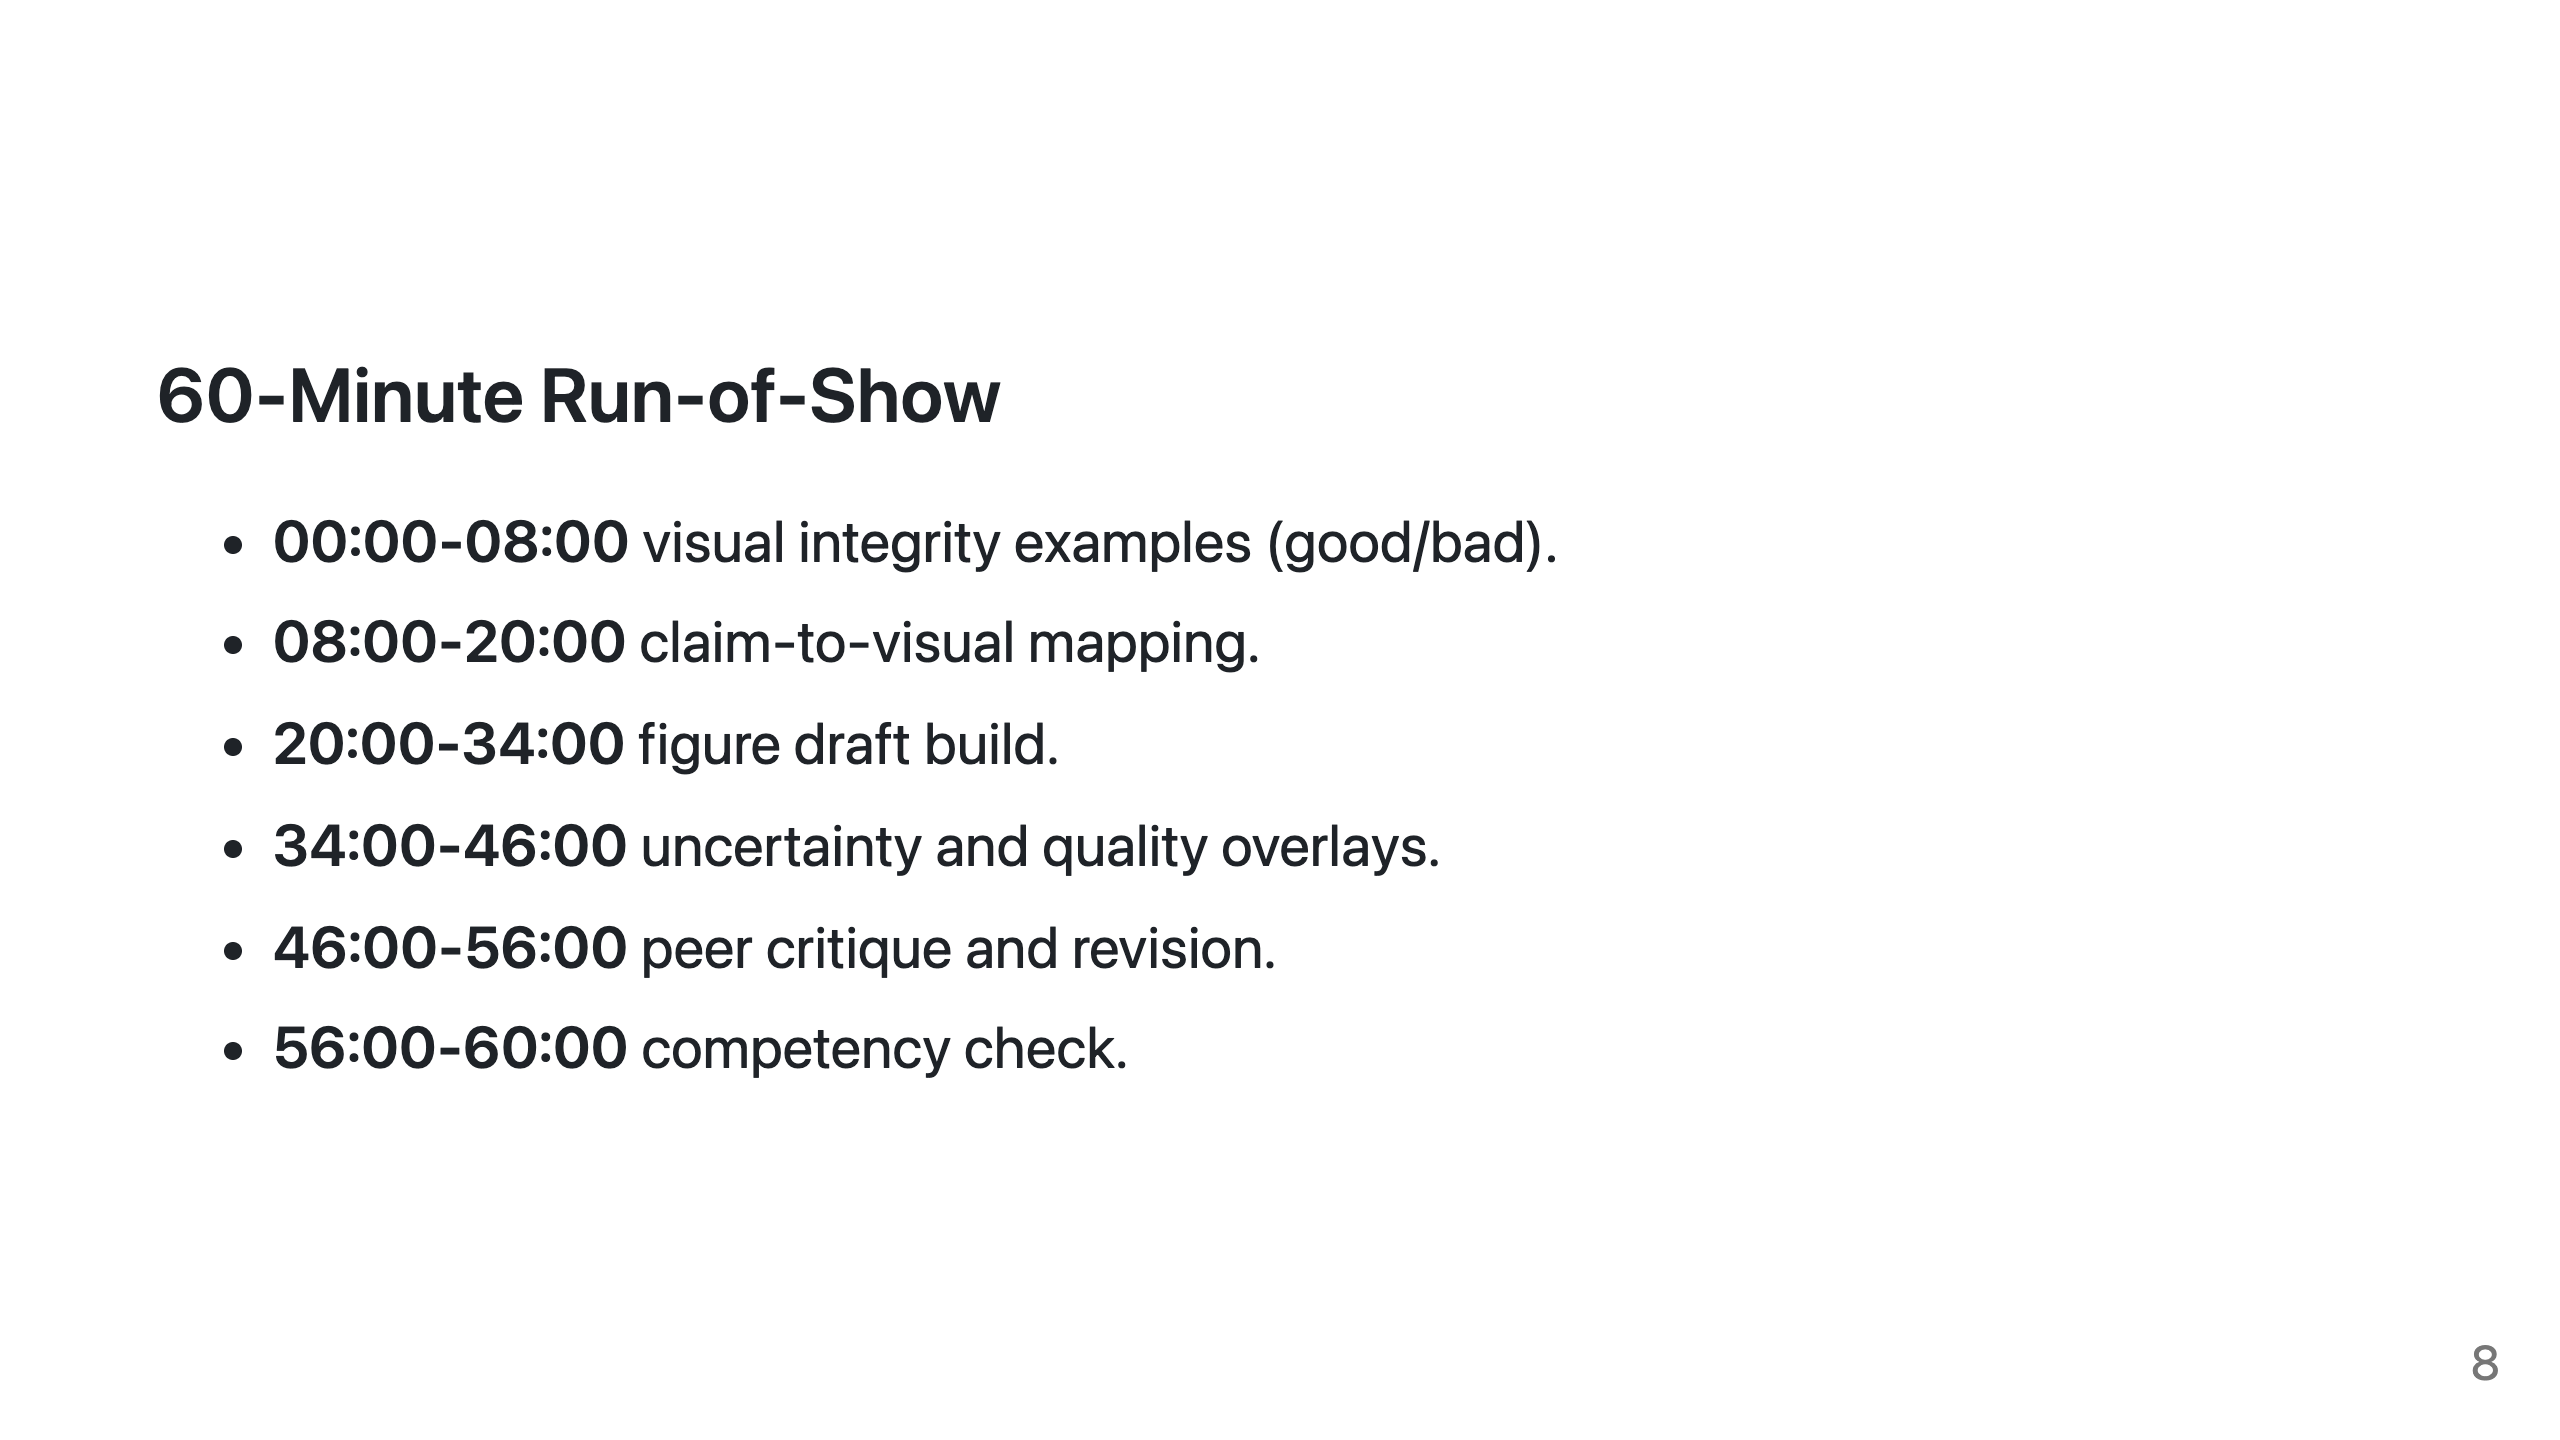 60-Minute Run-of-Show
• 00:00-08:00 visual integrity examples (good/bad).
• 08:00-20:00 claim-to-visual mapping.
• 20:00-34:00 figure draft build.
• 34:00-46:00 uncertainty and quality overlays.
• 46:00-56:00 peer critique and revision.
• 56:00-60:00 competency check.
8